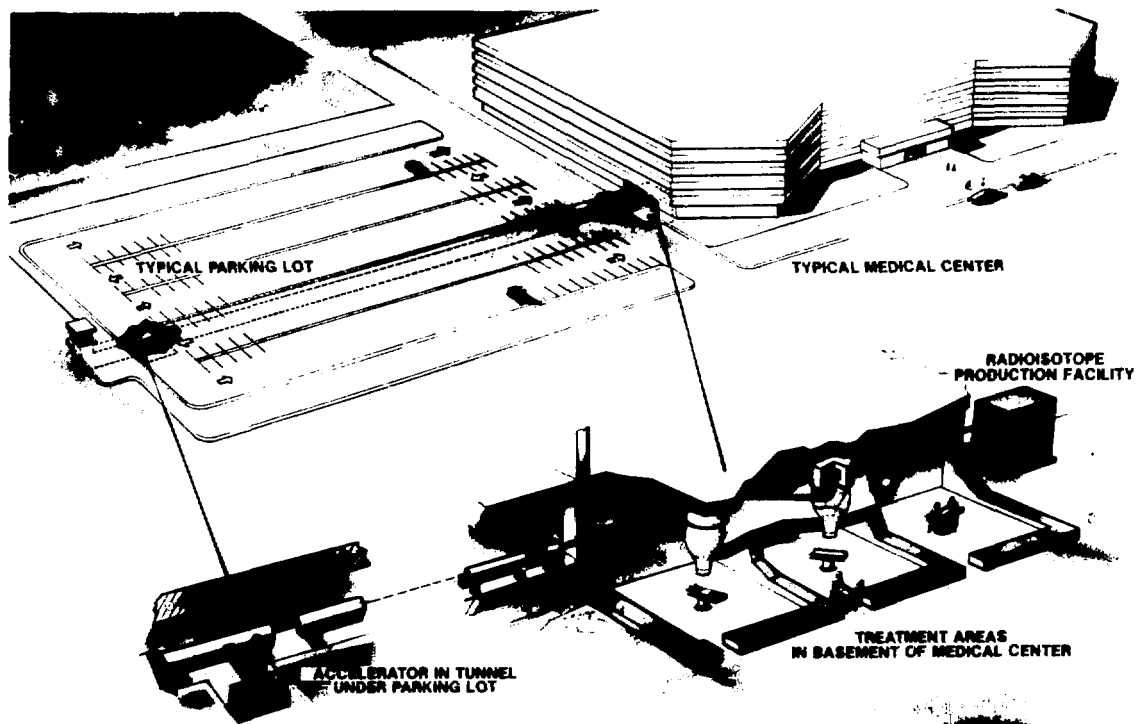 TYPICAL PARKING LOT
TYPICAL MEDICAL CENTER
RADIOISOTOPE
PRODUCTION FACILITY
TREATMENT AREAS
IN BASEMENT OF MEDICAL CENTER
ACCELERATOR IN TUNNEL
UNDER PARKING LOT